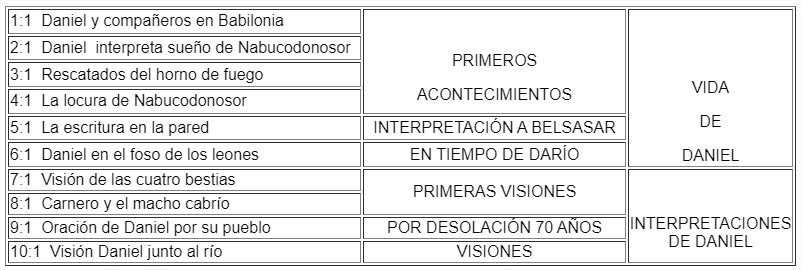 1:1 Daniel y compañeros en Babilonia
2:1 Daniel interpreta sueño de Nabucodonosor
3:1 Rescatados del horno de fuego
4:1 La locura de Nabucodonosor
PRIMEROS
ACONTECIMIENTOS
5:1 La escritura en la pared
INTERPRETACIÓN A BELSASAR
6:1 Daniel en el foso de los leones
EN TIEMPO DE DARÍO
VIDA
DE
DANIEL
7:1 Visión de las cuatro bestias
8:1 Carnero y el macho cabrío
PRIMERAS VISIONES
9:1 Oración de Daniel por su pueblo
POR DESOLACIÓN 70 AÑOS
10:1 Visión Daniel junto al río
VISIONES
INTERPRETACIONES
DE DANIEL